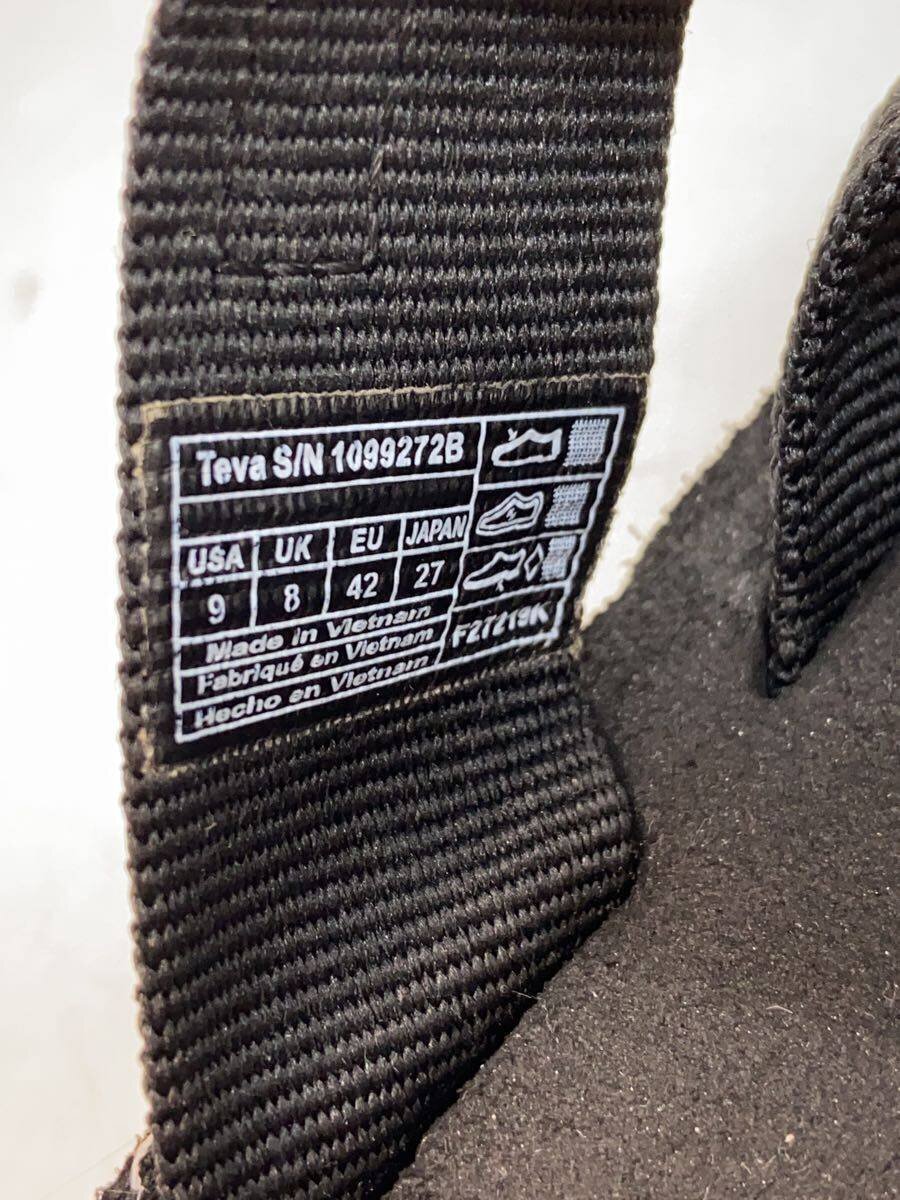 Teva S/N 1099272B
USA UK EU JAPAN
9 8 42 27
Made in Vietnam
Fabriqué en Vietnam
Hecho en Vietnam
F27219K